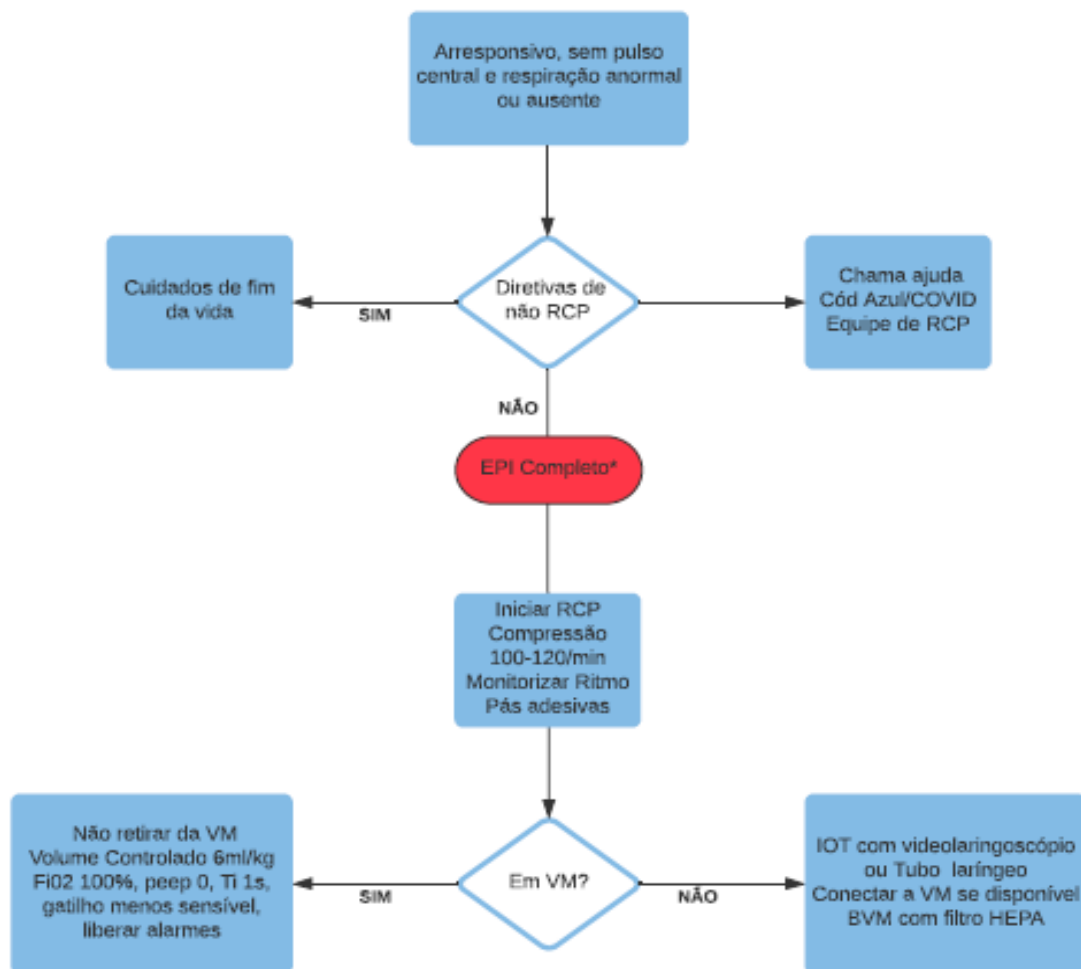 Arresponsivo, sem pulso
central e respiração anormal
ou ausente
Cuidados de fim
da vida
SIM
Diretivas de
não RCP
Chama ajuda
Cód Azul/COVID
Equipe de RCP
NÃO
EPI Completo*
Iniciar RCP
Compressão
100-120/min
Monitorizar Ritmo
Pás adesivas
Não retirar da VM
Volume Controlado 6ml/kg
Fi02 100%, peep 0, Ti 1s,
gatilho menos sensível,
liberar alarmes
SIM
Em VM?
NÃO
IOT com videolaringoscópio
ou Tubo laríngeo
Conectar a VM se disponível
BVM com filtro HEPA